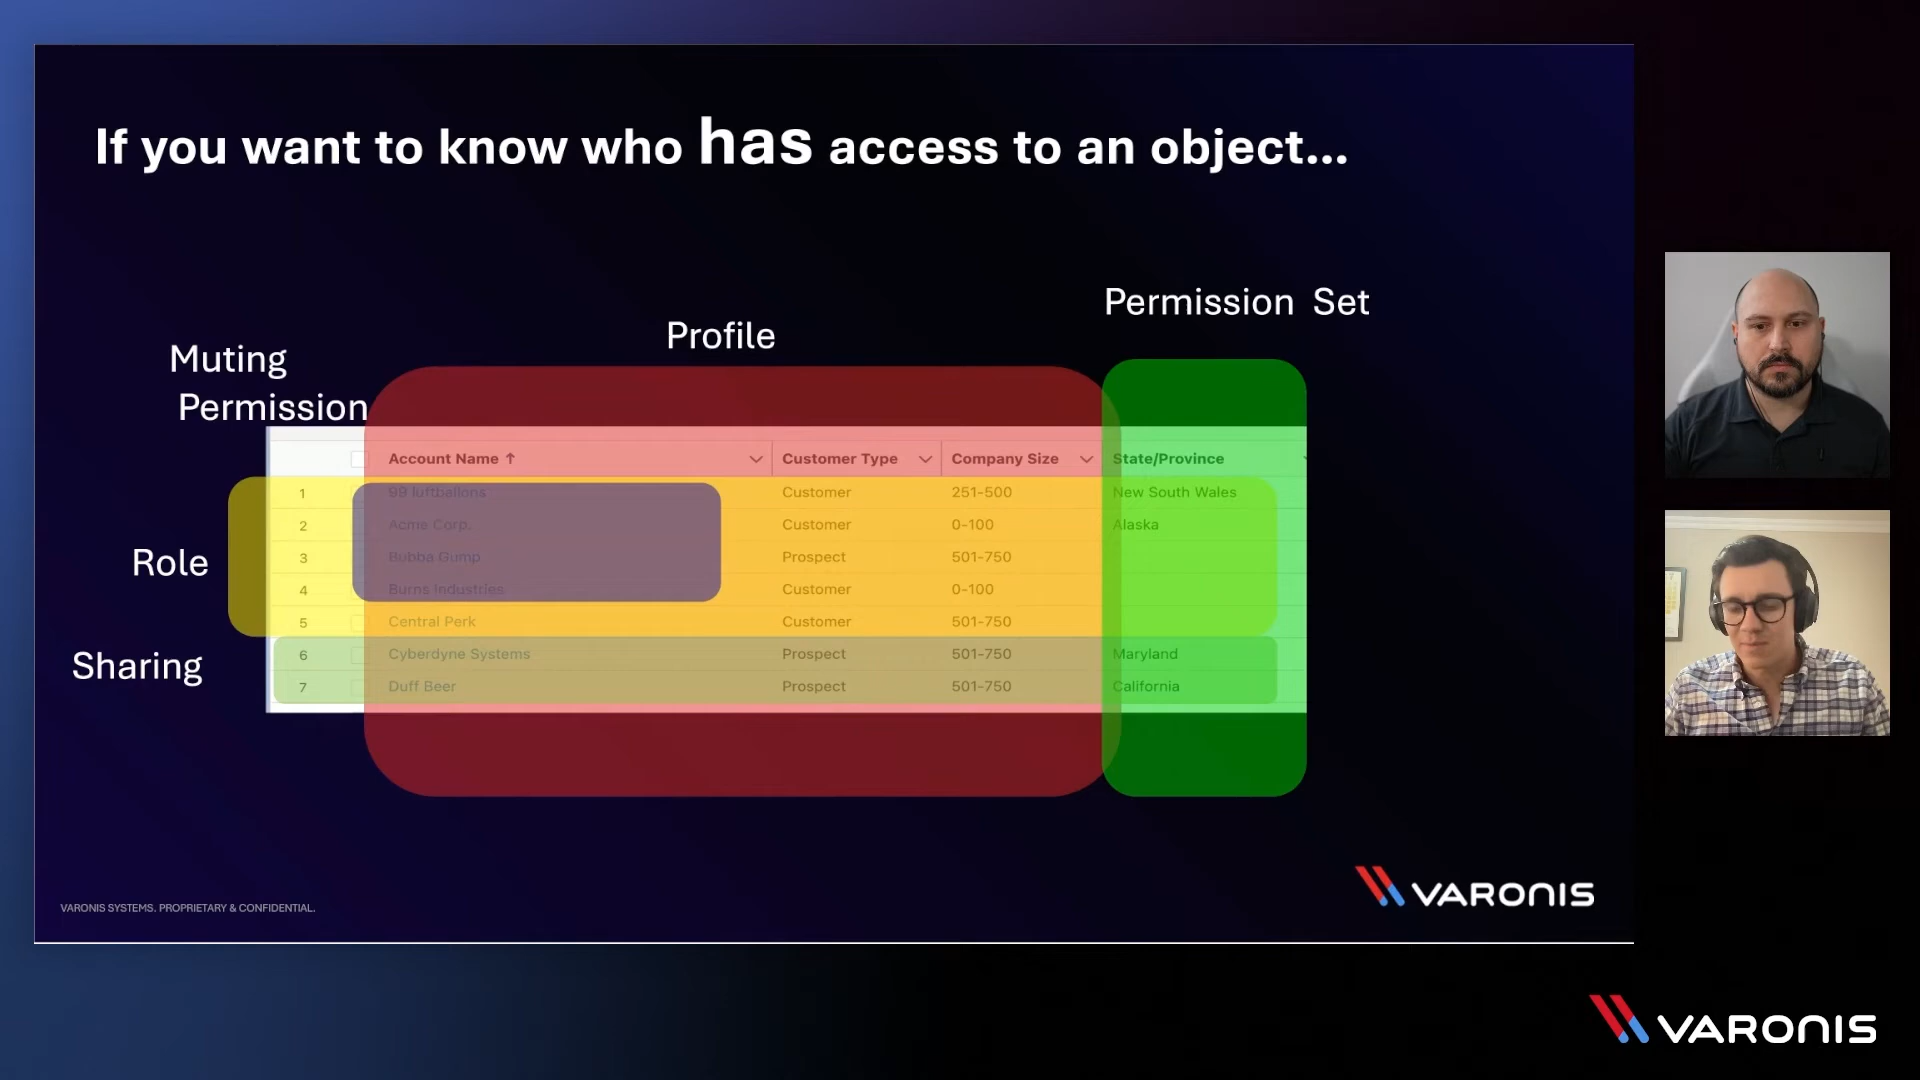 If you want to know who has access to an object...
Permission Set
Profile
Muting
Permission
Account Name ↑ Customer Type Company Size State/Province
1 99 luftballons Customer 251-500 New South Wales
2 Acme Corp. Customer 0-100 Alaska
3 Bubba Gump Prospect 501-750
4 Burns Industries Customer 0-100
5 Central Perk Customer 501-750
6 Cyberdyne Systems Prospect 501-750 Maryland
7 Duff Beer Prospect 501-750 California
Role
Sharing
VARONIS SYSTEMS. PROPRIETARY & CONFIDENTIAL.
VARONIS
VARONIS